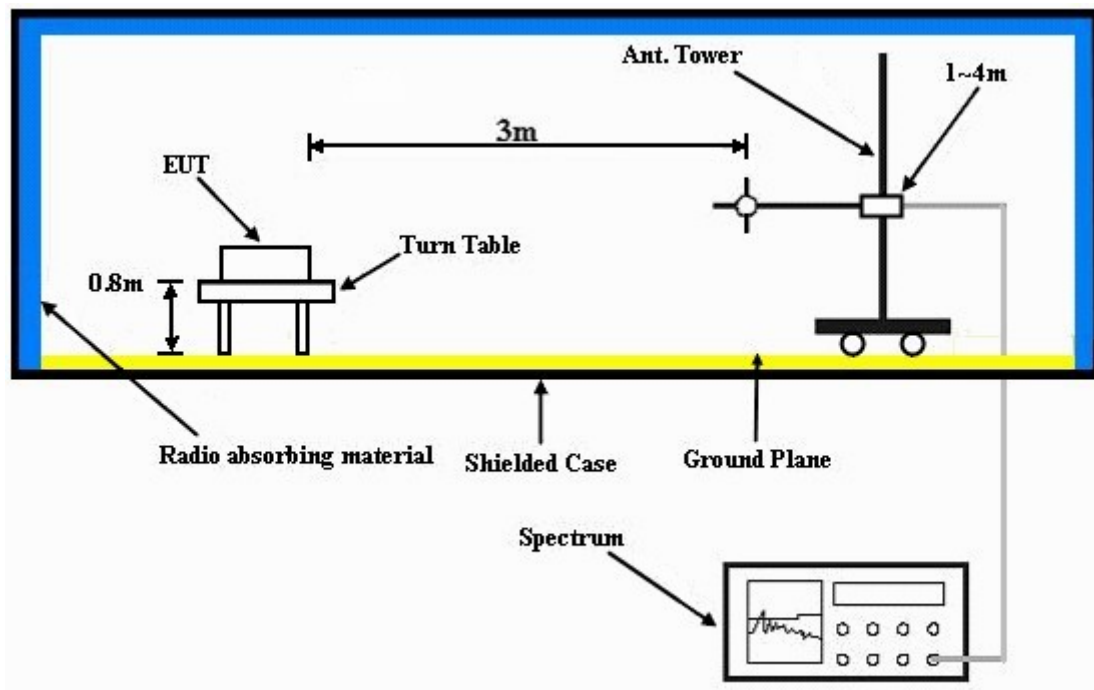 Ant. Tower
1~4m
3m
EUT
Turn Table
0.8m
Radio absorbing material
Shielded Case
Ground Plane
Spectrum